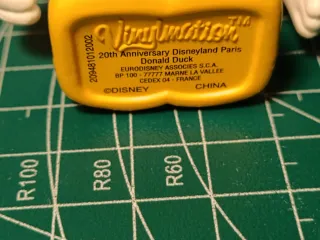 Vinylmation™
20th Anniversary Disneyland Paris
Donald Duck
EURODISNEY ASSOCIES S.C.A.
BP 100 - 77777 MARNE LA VALLEE
CEDEX 04 - FRANCE
©DISNEY CHINA
209481012002
R100
R80
R60